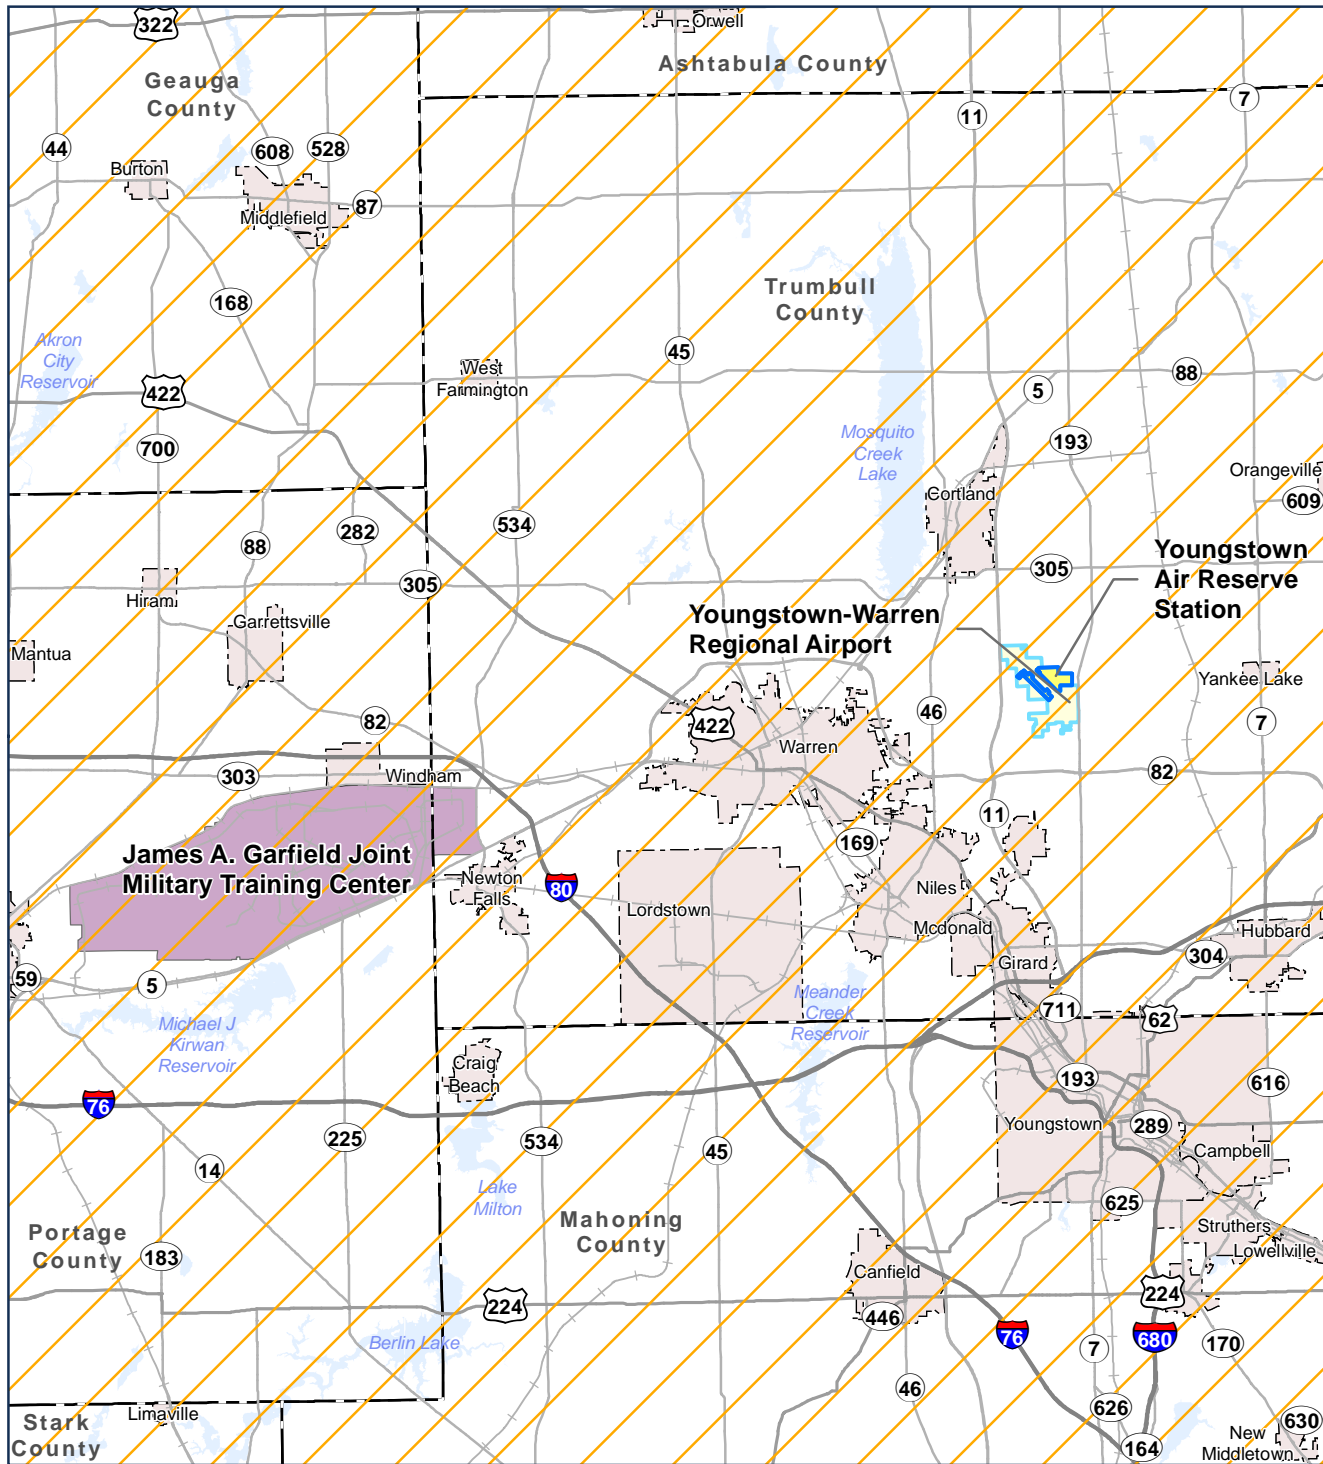 322
Orwell
Ashtabula County
Geauga
County
7
11
44
608
528
Burton
87
Middlefield
168
Trumbull
County
Akron
City
Reservoir
45
West
Farmington
88
422
5
700
193
Mosquito
Creek
Lake
Orangeville
Cortland
609
534
282
88
305
305
Youngstown
Air Reserve
Station
Hiram
Garrettsville
Youngstown-Warren
Regional Airport
Mantua
Yankee Lake
46
82
422
7
Warren
303
Windham
82
11
169
James A. Garfield Joint
Military Training Center
Newton
Falls
80
Niles
Lordstown
Mcdonald
Hubbard
Girard
304
59
5
Meander
Creek
Reservoir
711
62
Michael J
Kirwan
Reservoir
Craig
Beach
193
616
76
Youngstown
289
225
534
45
Campbell
14
Lake
Milton
625
Mahoning
County
Struthers
Portage
County
Lowellville
183
Canfield
224
224
446
76
680
Berlin Lake
7
170
46
626
Limaville
Stark
County
630
New
Middletown
164